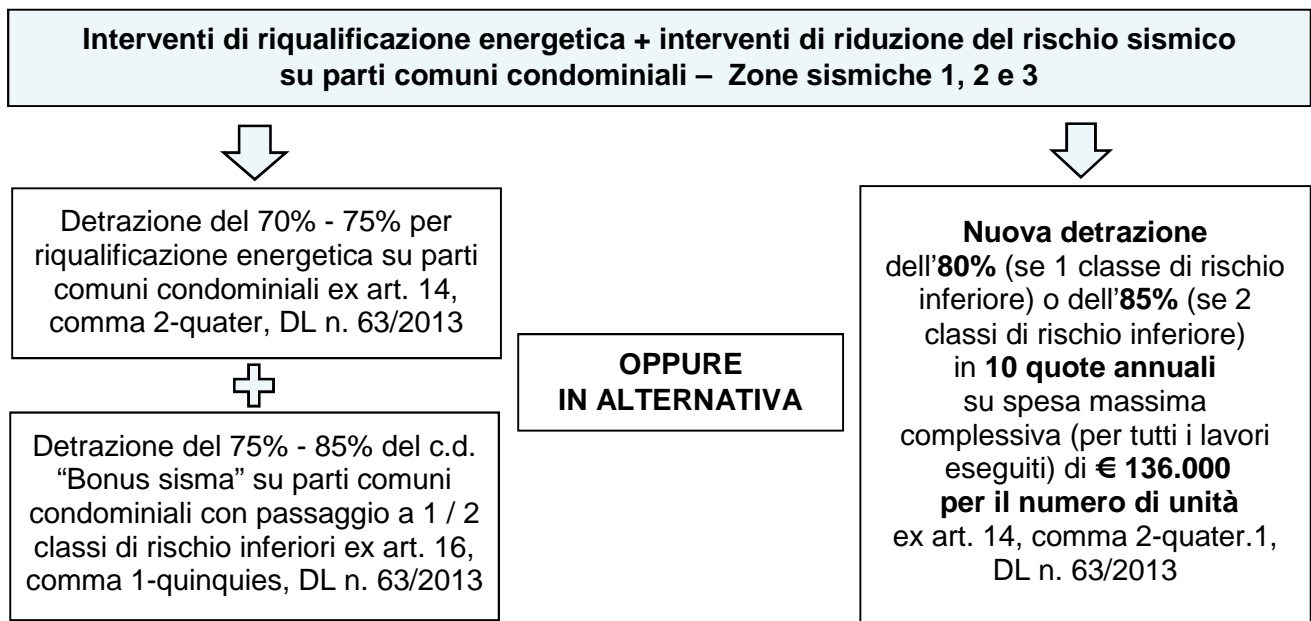 Interventi di riqualificazione energetica + interventi di riduzione del rischio sismico
su parti comuni condominiali – Zone sismiche 1, 2 e 3
Detrazione del 70% - 75% per
riqualificazione energetica su parti
comuni condominiali ex art. 14,
comma 2-quater, DL n. 63/2013
Detrazione del 75% - 85% del c.d.
“Bonus sisma” su parti comuni
condominiali con passaggio a 1 / 2
classi di rischio inferiori ex art. 16,
comma 1-quinquies, DL n. 63/2013
OPPURE
IN ALTERNATIVA
Nuova detrazione
dell'80% (se 1 classe di rischio
inferiore) o dell'85% (se 2
classi di rischio inferiore)
in 10 quote annuali
su spesa massima
complessiva (per tutti i lavori
eseguiti) di € 136.000
per il numero di unità
ex art. 14, comma 2-quater.1,
DL n. 63/2013